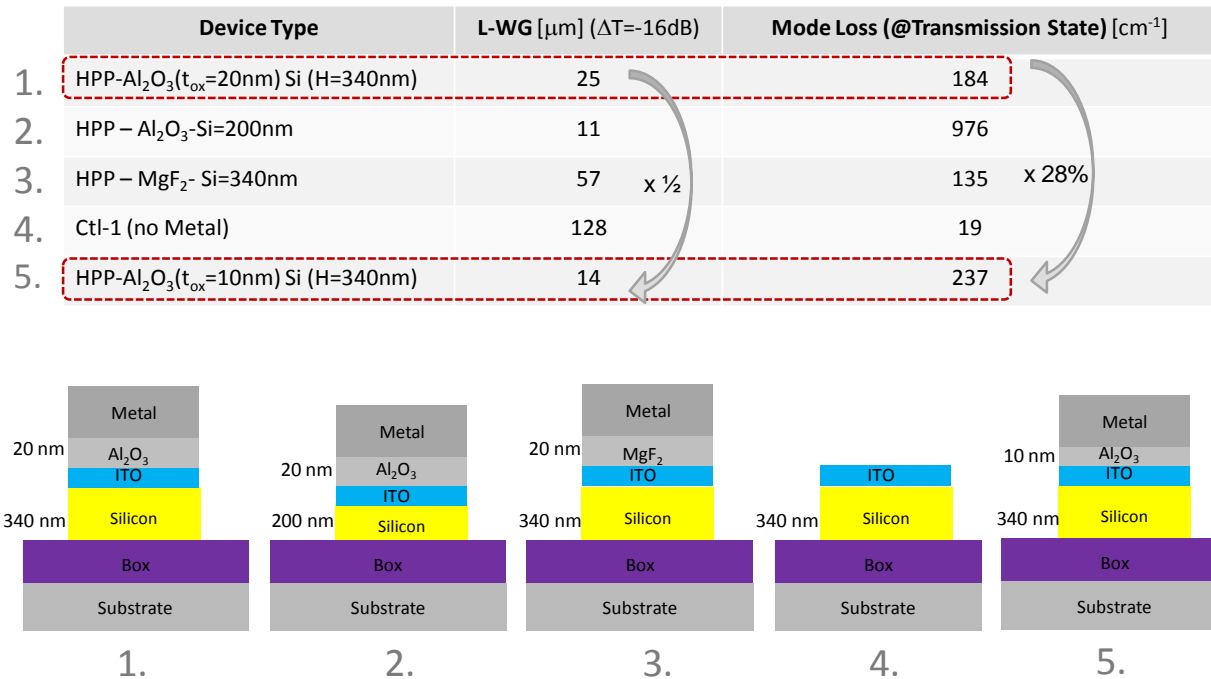 Device Type L-WG [μm] (ΔT=-16dB) Mode Loss (@Transmission State) [cm⁻¹]
1. HPP-Al₂O₃(tₒₓ=20nm) Si (H=340nm) 25 184
2. HPP – Al₂O₃-Si=200nm 11 976
3. HPP – MgF₂- Si=340nm 57 x ½ 135 x 28%
4. Ctl-1 (no Metal) 128 19
5. HPP-Al₂O₃(tₒₓ=10nm) Si (H=340nm) 14 237
Metal
20 nm Al₂O₃
ITO
340 nm Silicon
Box
Substrate
1.
Metal
20 nm Al₂O₃
ITO
200 nm Silicon
Box
Substrate
2.
Metal
20 nm MgF₂
ITO
340 nm Silicon
Box
Substrate
3.
ITO
340 nm Silicon
Box
Substrate
4.
Metal
10 nm Al₂O₃
ITO
340 nm Silicon
Box
Substrate
5.